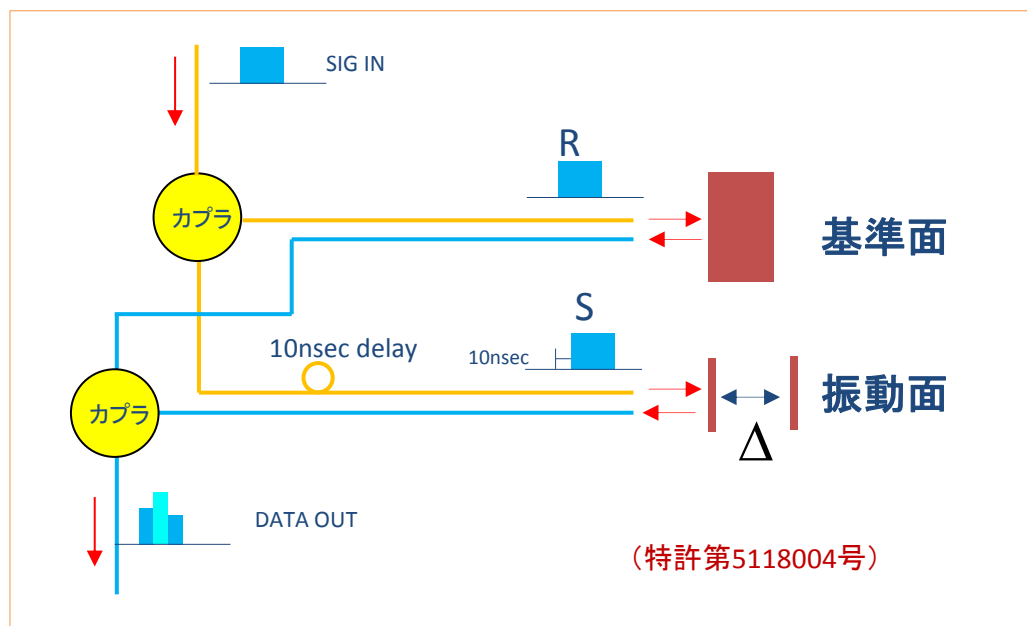 SIG IN
R
カプラ
基準面
S
10nsec delay
10nsec
振動面
カプラ
Δ
DATA OUT
（特許第5118004号）